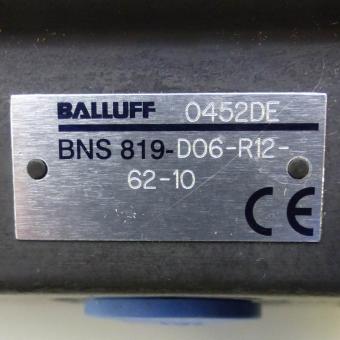 BALLUFF 0452DE
BNS 819-D06-R12-
62-10
CE